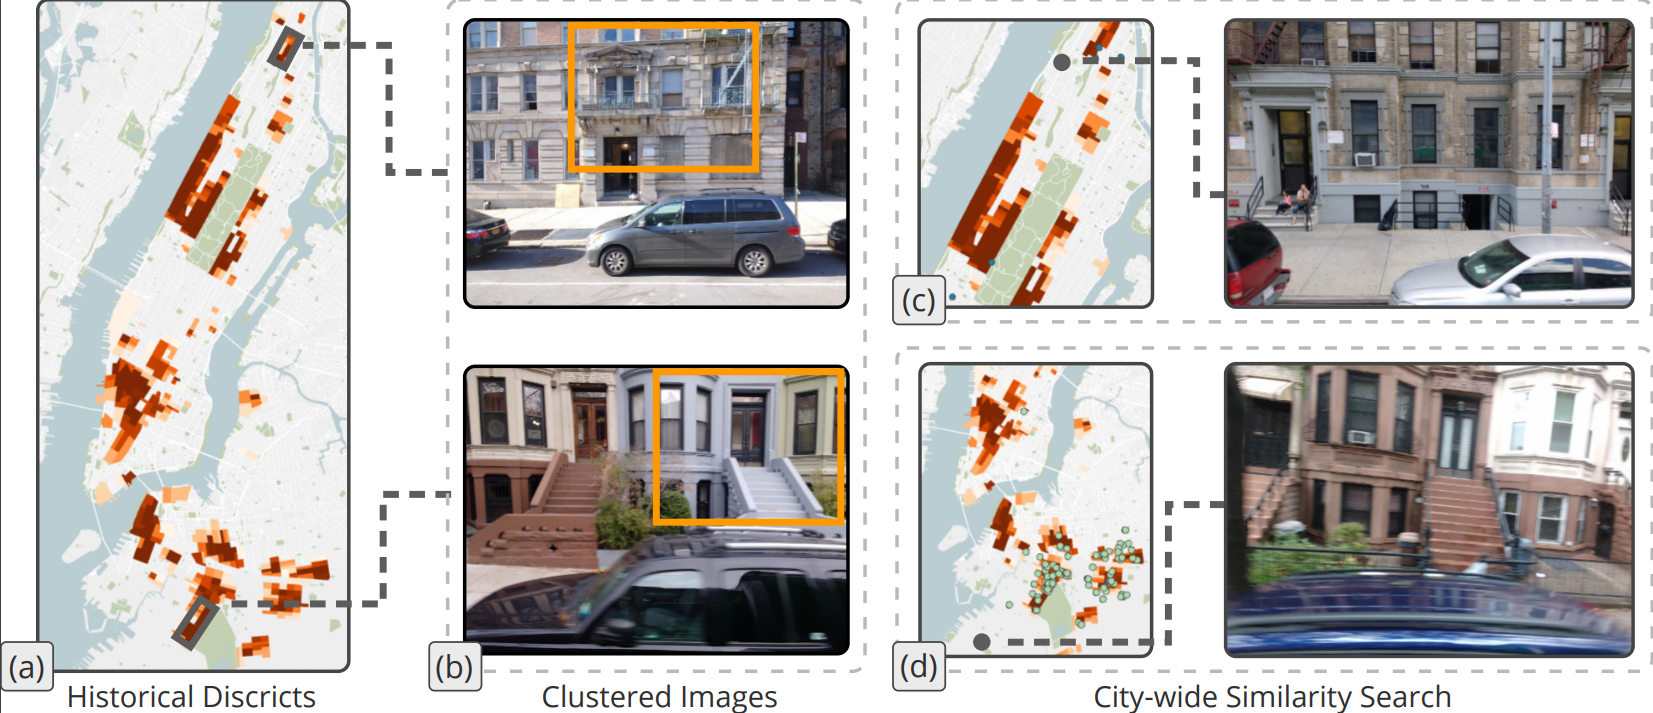 (a)
(b)
(c)
(d)
Historical Discricts
Clustered Images
City-wide Similarity Search